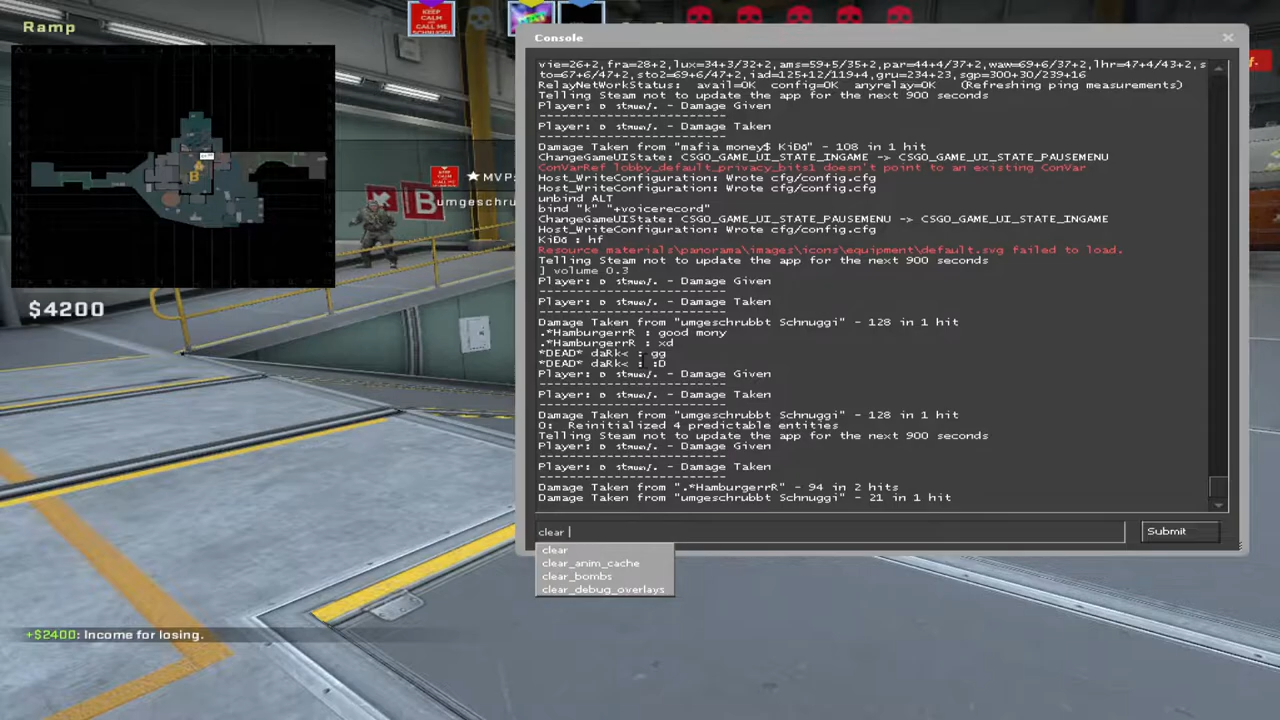 Ramp
KEEP CALM AND CALL ME SCHNUGGI
Console
vie=26+2,fra=28+2,lux=34+3/32+2,ams=59+5/35+2,par=44+4/37+2,waw=69+6/37+2,lhr=47+4/43+2,s
to=67+6/47+2,sto2=69+6/47+2,iad=125+12/119+4,gru=234+23,sgp=300+30/239+16
RelayNetWorkStatus:  avail=OK  config=OK  anyrelay=OK   (Refreshing ping measurements)
Telling Steam not to update the app for the next 900 seconds
Player: - Damage Given
-------------------------
Player: - Damage Taken
-------------------------
Damage Taken from "mafia money$ KiDa" - 108 in 1 hit
ChangeGameUIState: CSGO_GAME_UI_STATE_INGAME -> CSGO_GAME_UI_STATE_PAUSEMENU
ConVarRef lobby_default_privacy_bits1 doesn't point to an existing ConVar
Host_WriteConfiguration: Wrote cfg/config.cfg
Host_WriteConfiguration: Wrote cfg/config.cfg
unbind ALT
bind "k" "+voicerecord"
ChangeGameUIState: CSGO_GAME_UI_STATE_PAUSEMENU -> CSGO_GAME_UI_STATE_INGAME
Host_WriteConfiguration: Wrote cfg/config.cfg
KiDa : hf
Resource materials\panorama\images\icons\equipment\default.svg failed to load.
Telling Steam not to update the app for the next 900 seconds
] volume 0.3
Player: - Damage Given
-------------------------
Player: - Damage Taken
-------------------------
Damage Taken from "umgeschrubbt Schnuggi" - 128 in 1 hit
.*HamburgerrR : good mony
.*HamburgerrR : xd
*DEAD* daRk< : gg
*DEAD* daRk< : :D
Player: - Damage Given
-------------------------
Player: - Damage Taken
-------------------------
Damage Taken from "umgeschrubbt Schnuggi" - 128 in 1 hit
0:  Reinitialized 4 predictable entities
Telling Steam not to update the app for the next 900 seconds
Player: - Damage Given
-------------------------
Player: - Damage Taken
-------------------------
Damage Taken from ".*HamburgerrR" - 94 in 2 hits
Damage Taken from "umgeschrubbt Schnuggi" - 21 in 1 hit
clear
Submit
clear
clear_anim_cache
clear_bombs
clear_debug_overlays
B
MVP:
umgeschru
B
$4200
+$2400: Income for losing.